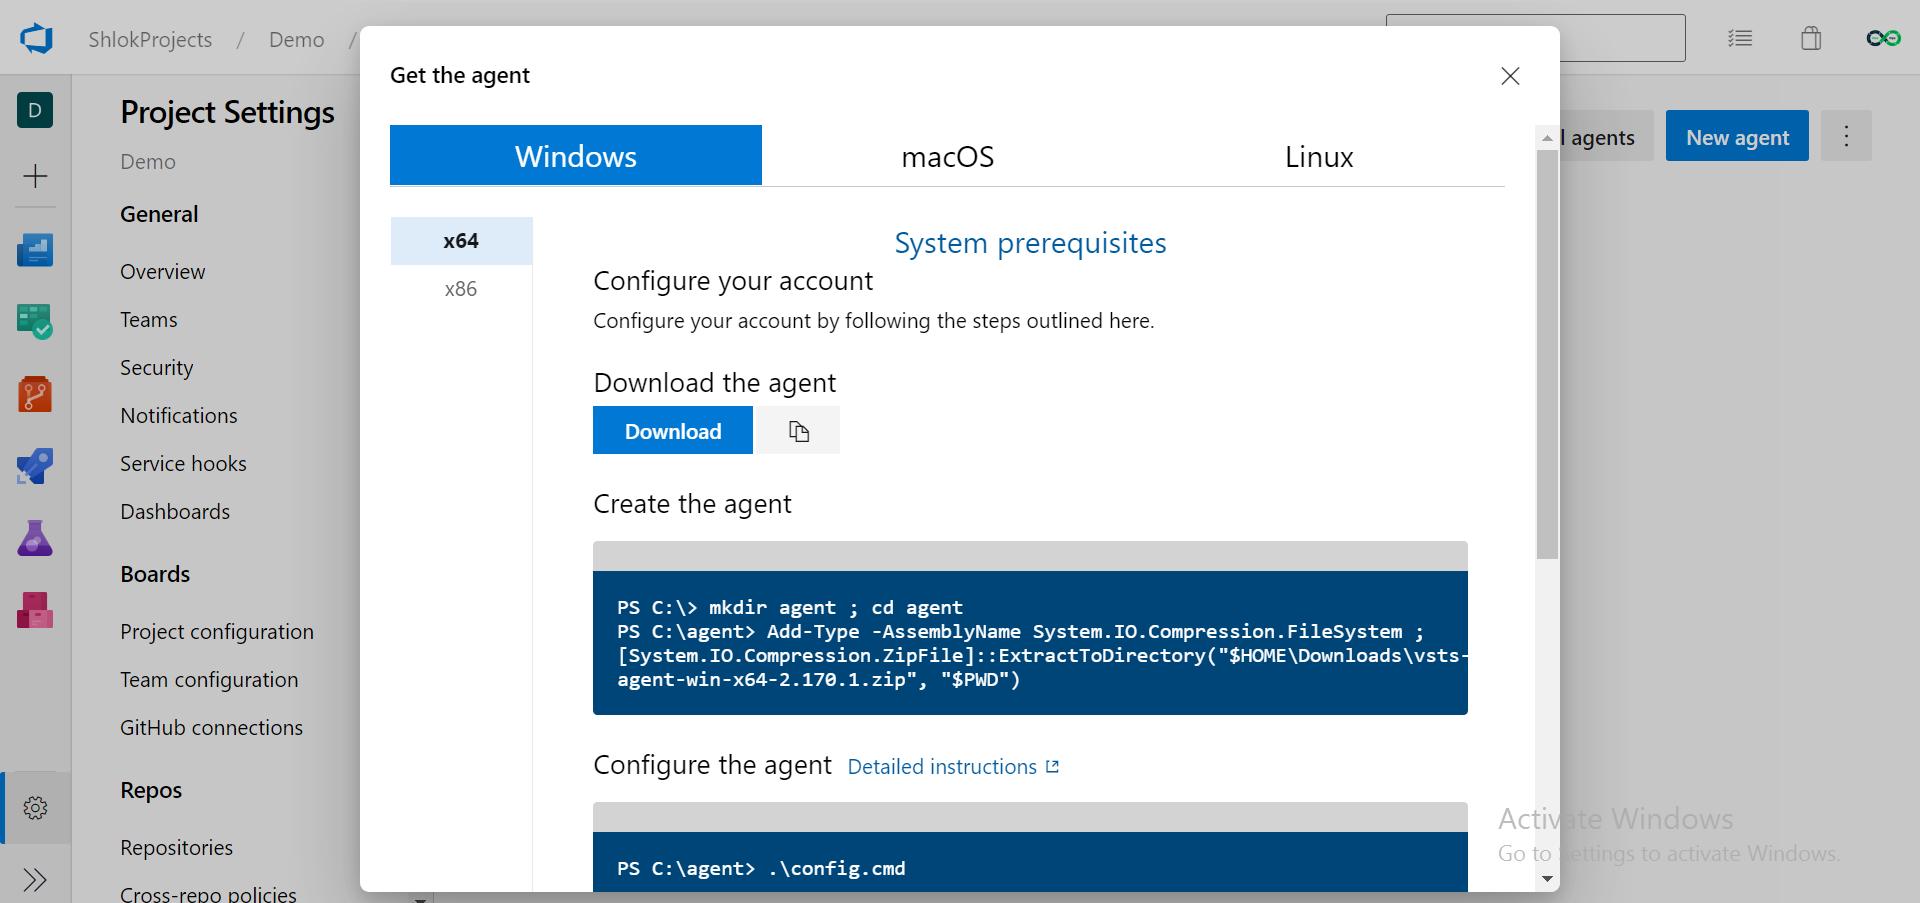 ShlokProjects / Demo /
D
Project Settings
Demo
General
Overview
Teams
Security
Notifications
Service hooks
Dashboards
Boards
Project configuration
Team configuration
GitHub connections
Repos
Repositories
Cross-repo policies
Get the agent
Windows macOS Linux
x64
x86
System prerequisites
Configure your account
Configure your account by following the steps outlined here.
Download the agent
Download
Create the agent
PS C:\> mkdir agent ; cd agent
PS C:\agent> Add-Type -AssemblyName System.IO.Compression.FileSystem ;
[System.IO.Compression.ZipFile]::ExtractToDirectory("$HOME\Downloads\vsts-
agent-win-x64-2.170.1.zip", "$PWD")
Configure the agent Detailed instructions
PS C:\agent> .\config.cmd
agents
New agent
Activate Windows
Go to Settings to activate Windows.